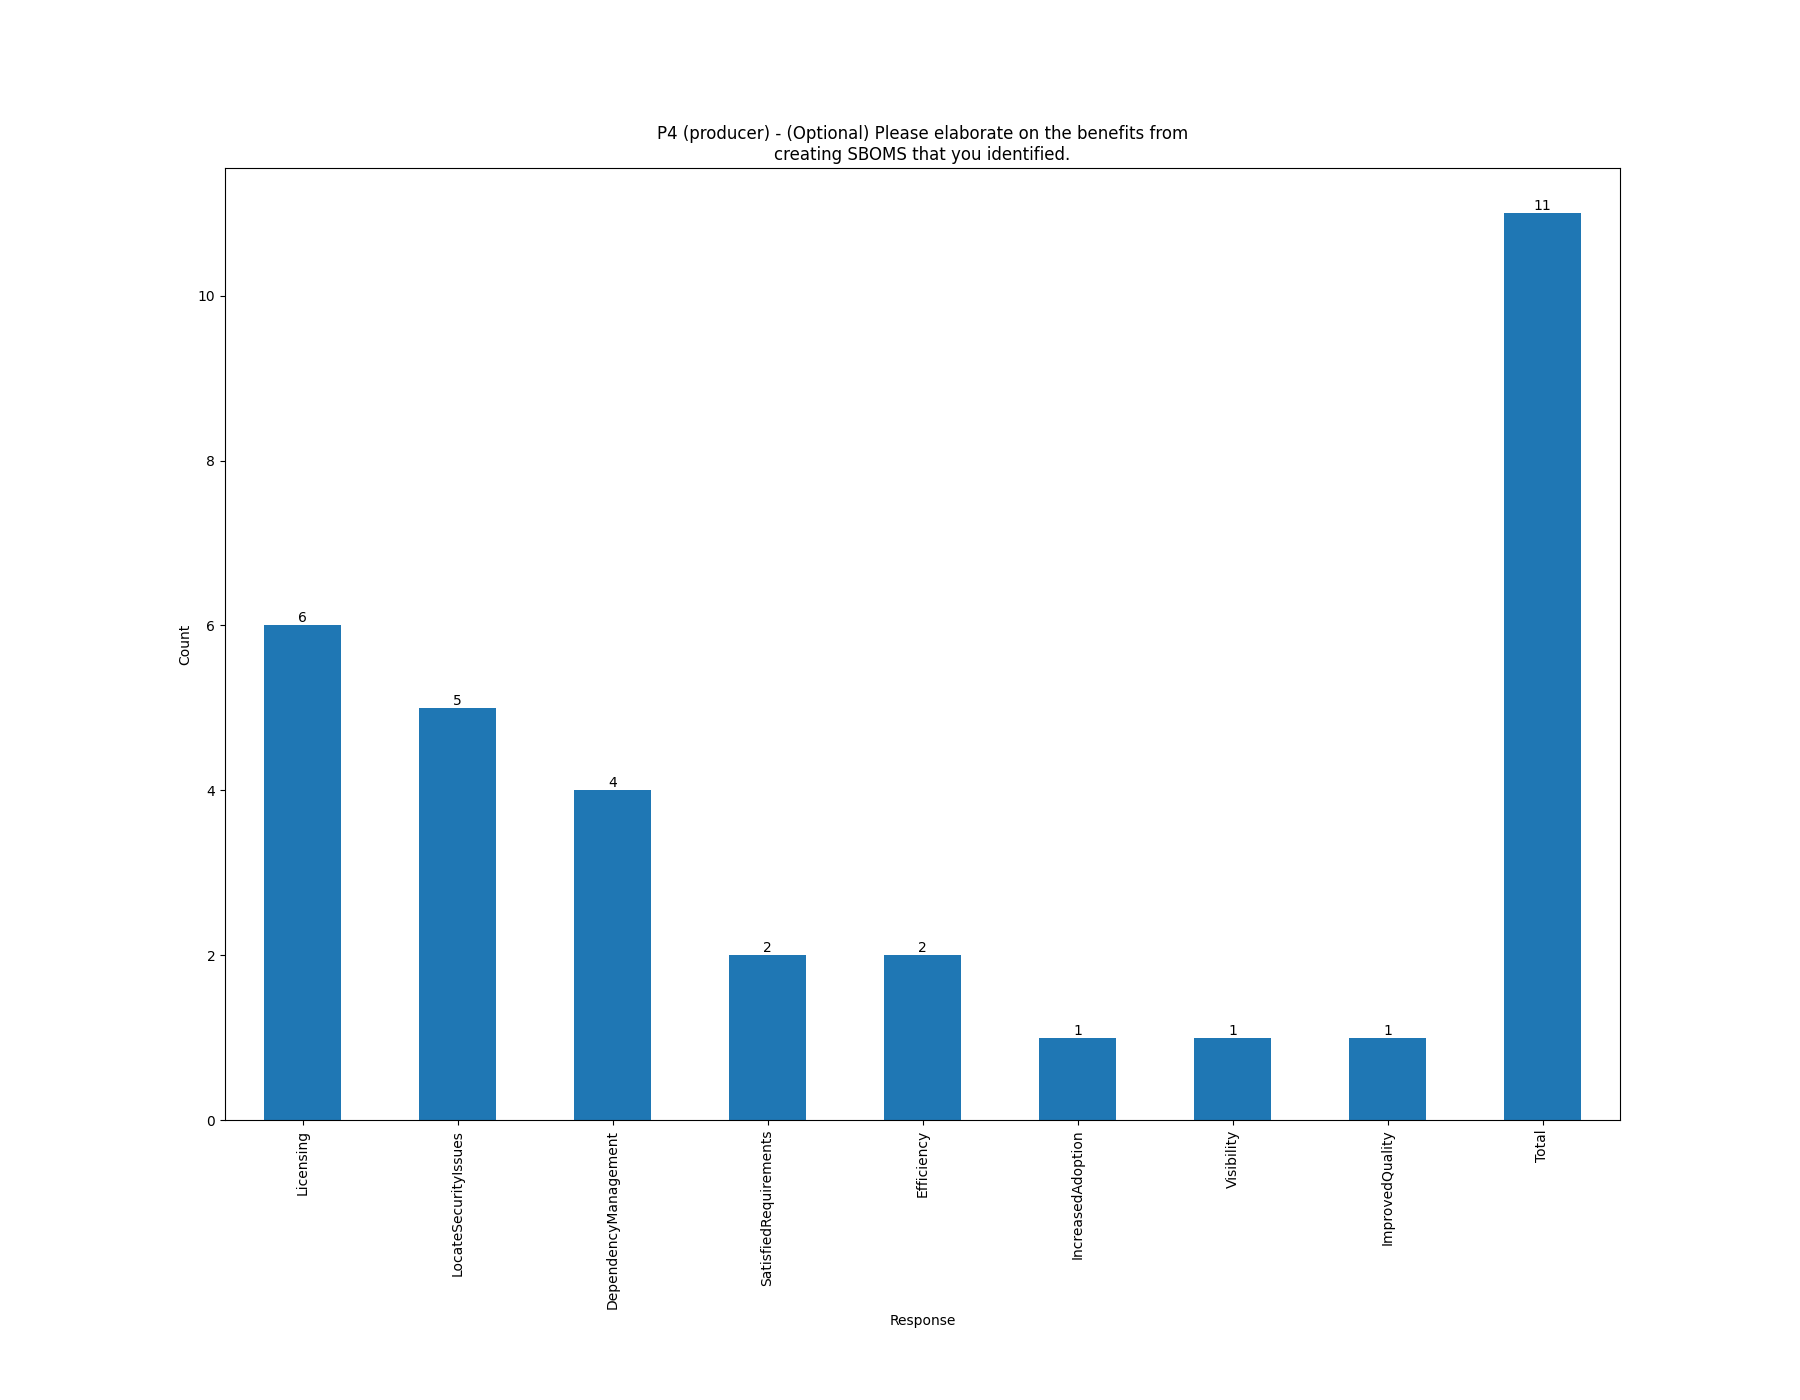 P4 (producer) - (Optional) Please elaborate on the benefits from
creating SBOMS that you identified.
11
10
8
6
6
Count
5
4
4
2
2
2
1
1
1
0
Licensing
LocateSecurityIssues
DependencyManagement
SatisfiedRequirements
Efficiency
IncreasedAdoption
Visibility
ImprovedQuality
Total
Response